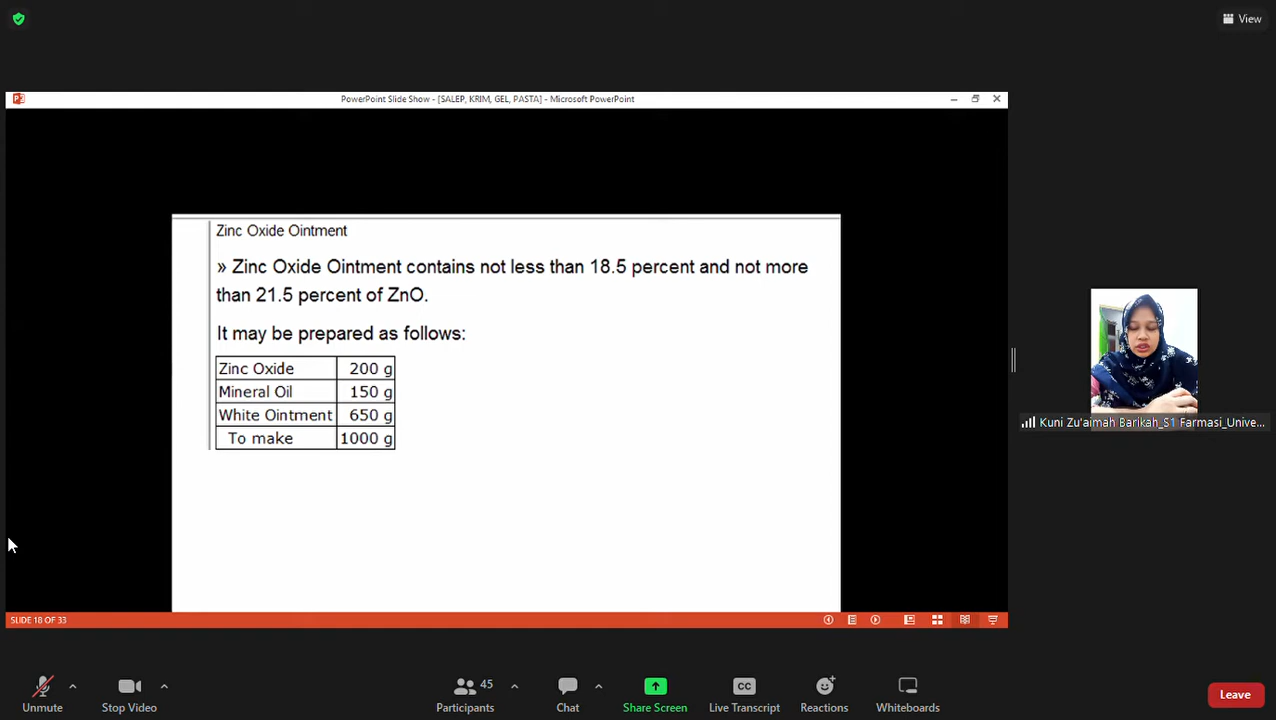 View
PowerPoint Slide Show - [SALEP, KRIM, GEL, PASTA] - Microsoft PowerPoint
Zinc Oxide Ointment
» Zinc Oxide Ointment contains not less than 18.5 percent and not more
than 21.5 percent of ZnO.
It may be prepared as follows:
Zinc Oxide 200 g
Mineral Oil 150 g
White Ointment 650 g
To make 1000 g
Kuni Zu'aimah Barikah_S1 Farmasi_Unive...
SLIDE 18 OF 33
Unmute
Stop Video
45
Participants
Chat
Share Screen
CC
Live Transcript
Reactions
Whiteboards
Leave